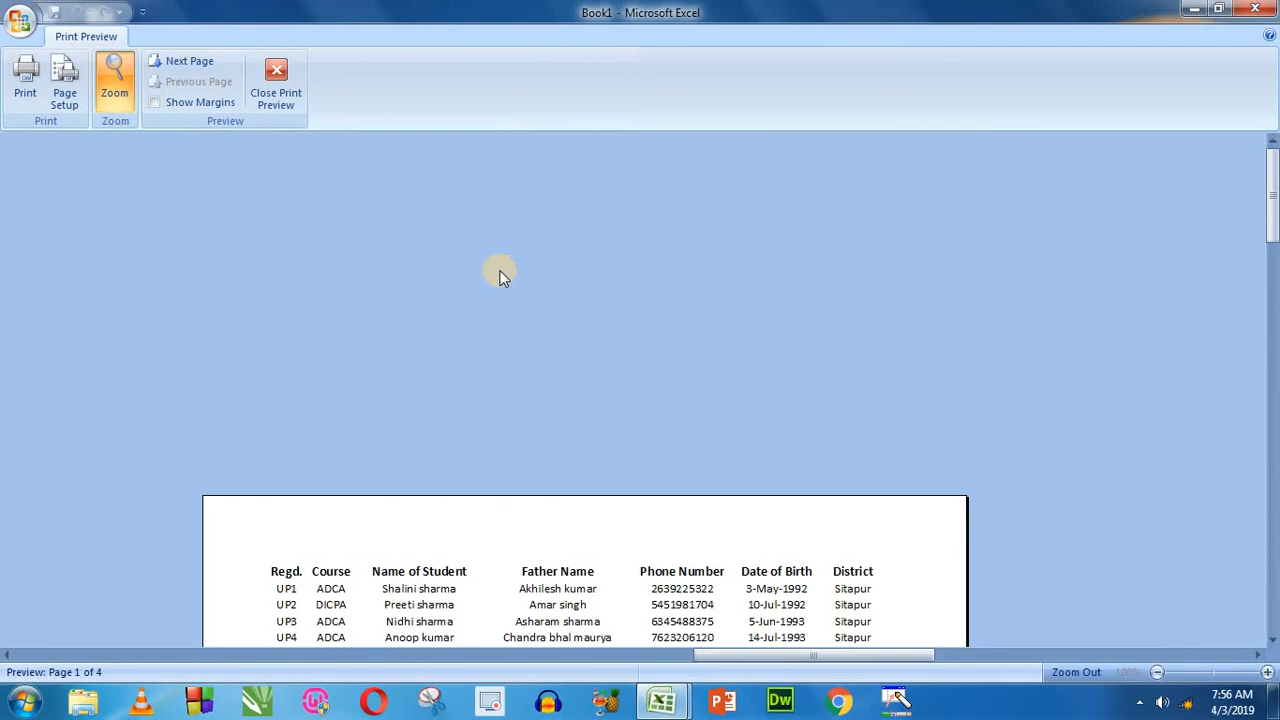 Book1 - Microsoft Excel
Print Preview
Print
Page Setup
Zoom
Next Page
Previous Page
Show Margins
Close Print Preview
Print
Zoom
Preview
Regd. Course Name of Student Father Name Phone Number Date of Birth District
UP1 ADCA Shalini sharma Akhilesh kumar 2639225322 3-May-1992 Sitapur
UP2 DICPA Preeti sharma Amar singh 5451981704 10-Jul-1992 Sitapur
UP3 ADCA Nidhi sharma Asharam sharma 6345488375 5-Jun-1993 Sitapur
UP4 ADCA Anoop kumar Chandra bhal maurya 7623206120 14-Jul-1993 Sitapur
Preview: Page 1 of 4
Zoom Out 100%
Dw
7:56 AM
4/3/2019